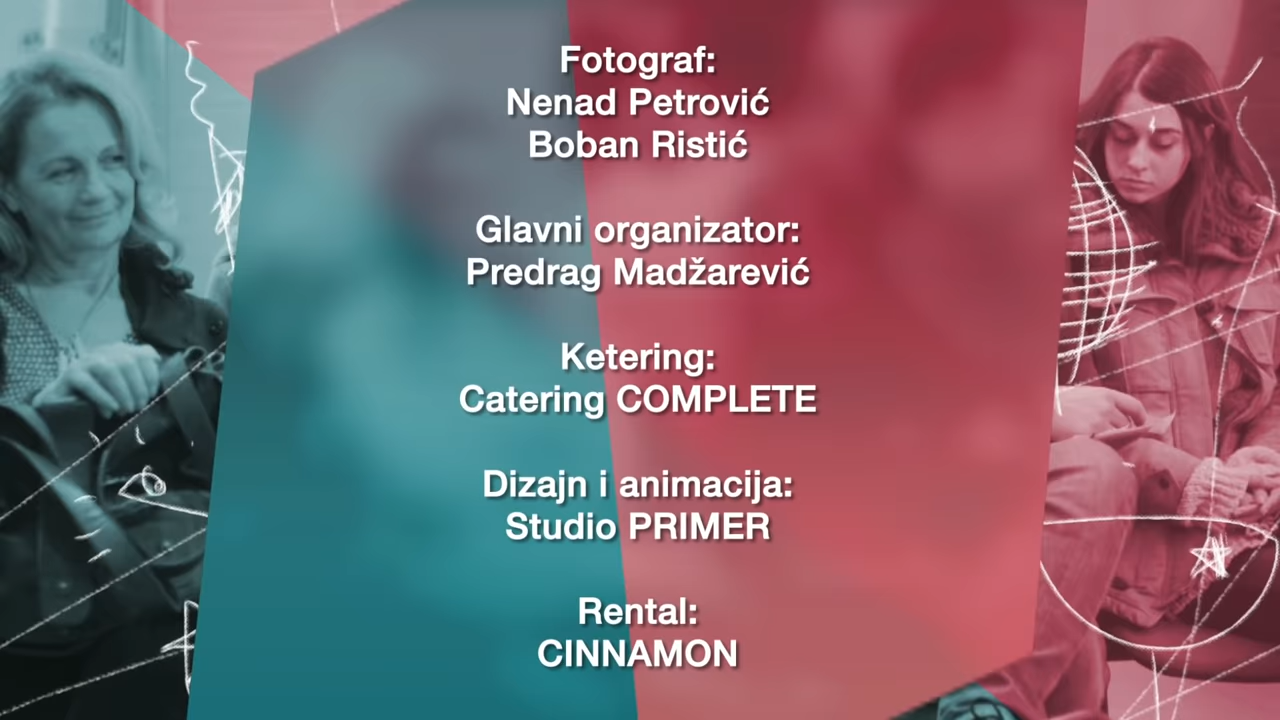 Fotograf:
Nenad Petrović
Boban Ristić
Glavni organizator:
Predrag Madžarević
Ketering:
Catering COMPLETE
Dizajn i animacija:
Studio PRIMER
Rental:
CINNAMON